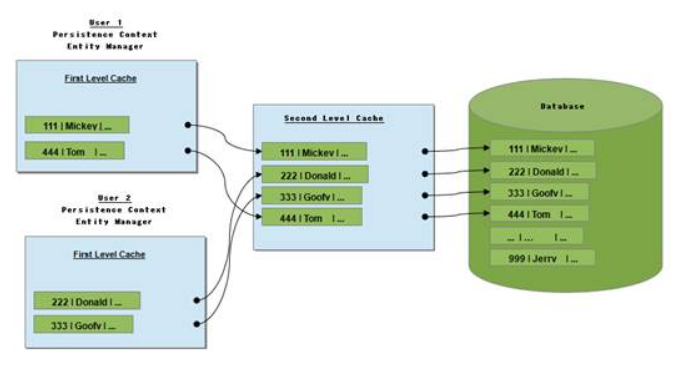 User 1
Persistence Context
Entity Manager
First Level Cache
111 | Mickey | ...
444 | Tom | ...
User 2
Persistence Context
Entity Manager
First Level Cache
222 | Donald | ...
333 | Goofy | ...
Second Level Cache
111 | Mickey | ...
222 | Donald | ...
333 | Goofy | ...
444 | Tom | ...
Database
111 | Mickey | ...
222 | Donald | ...
333 | Goofy | ...
444 | Tom | ...
... | ... | ...
999 | Jerry | ...